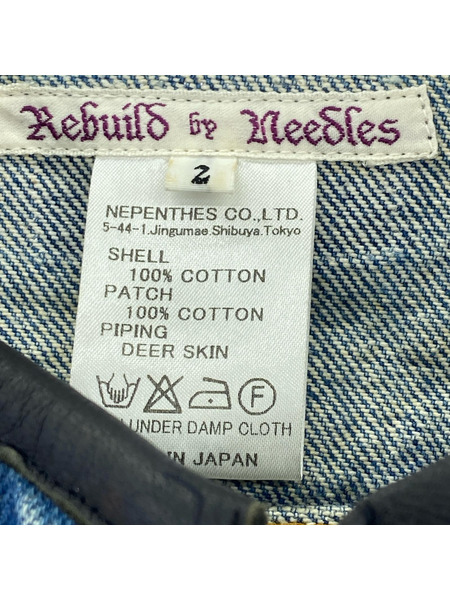 Rebuild by Needles
2
NEPENTHES CO.,LTD.
5-44-1.Jingumae.Shibuya.Tokyo
SHELL
100% COTTON
PATCH
100% COTTON
PIPING
DEER SKIN
F
UNDER DAMP CLOTH
IN JAPAN